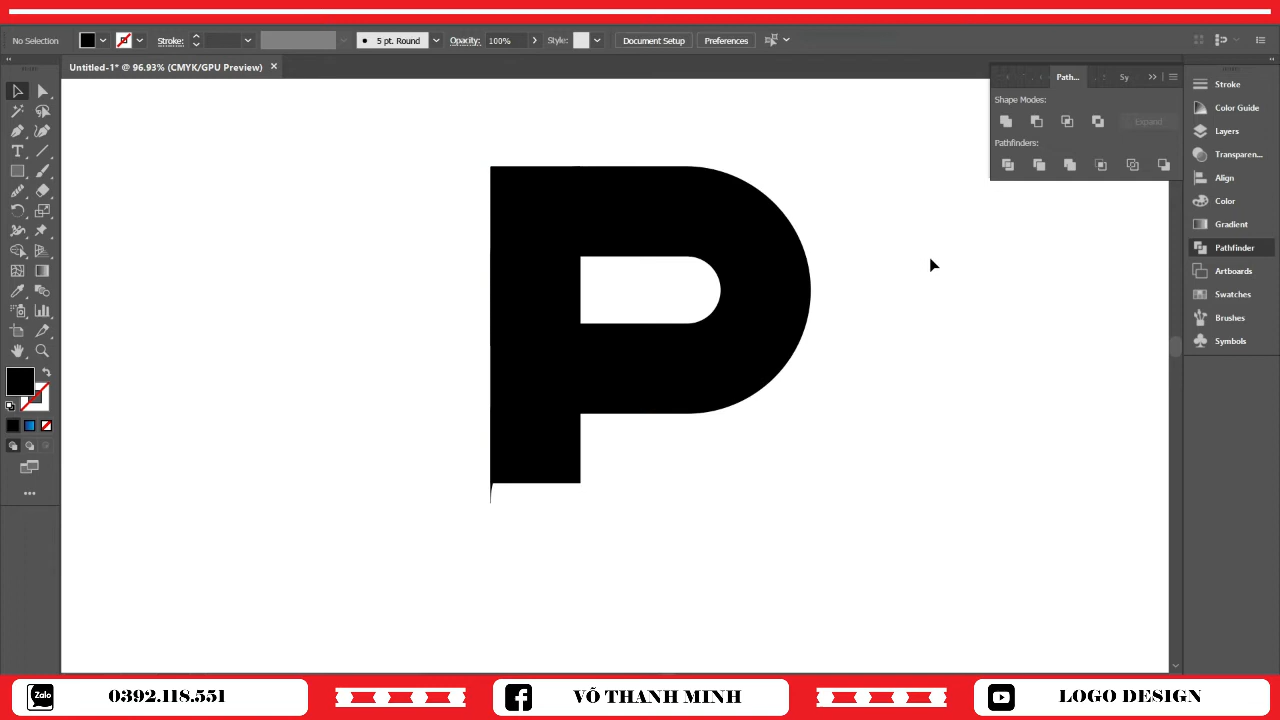 No Selection
Stroke:
5 pt. Round
Opacity:
100%
Style:
Document Setup
Preferences
Untitled-1* @ 96.93% (CMYK/GPU Preview)
Path...
Sy
Shape Modes:
Expand
Pathfinders:
Stroke
Color Guide
Layers
Transparen...
Align
Color
Gradient
Pathfinder
Artboards
Swatches
Brushes
Symbols
P
Zalo
0392.118.551
VÕ THANH MINH
LOGO DESIGN